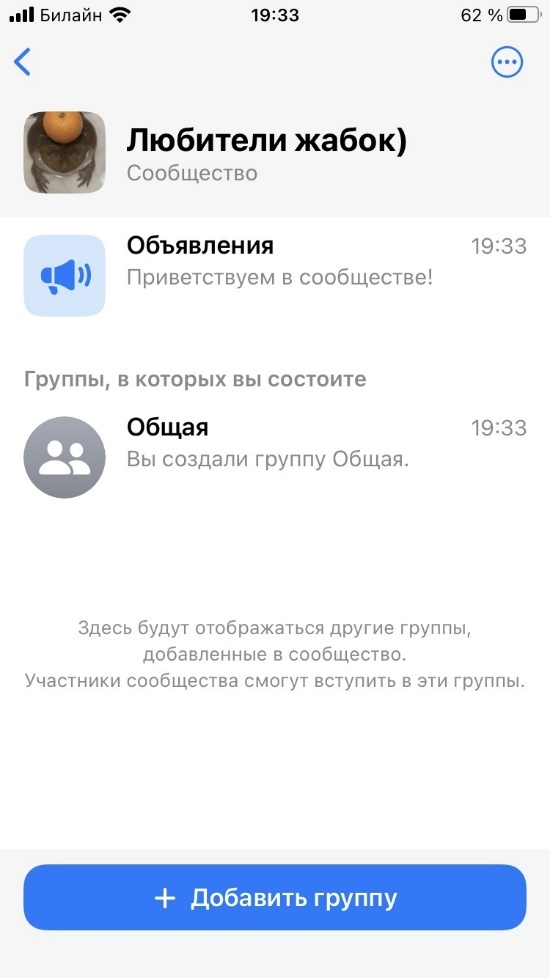 Билайн 19:33 62 %
Любители жабок)
Сообщество
Объявления 19:33
Приветствуем в сообществе!
Группы, в которых вы состоите
Общая 19:33
Вы создали группу Общая.
Здесь будут отображаться другие группы,
добавленные в сообщество.
Участники сообщества смогут вступить в эти группы.
+ Добавить группу